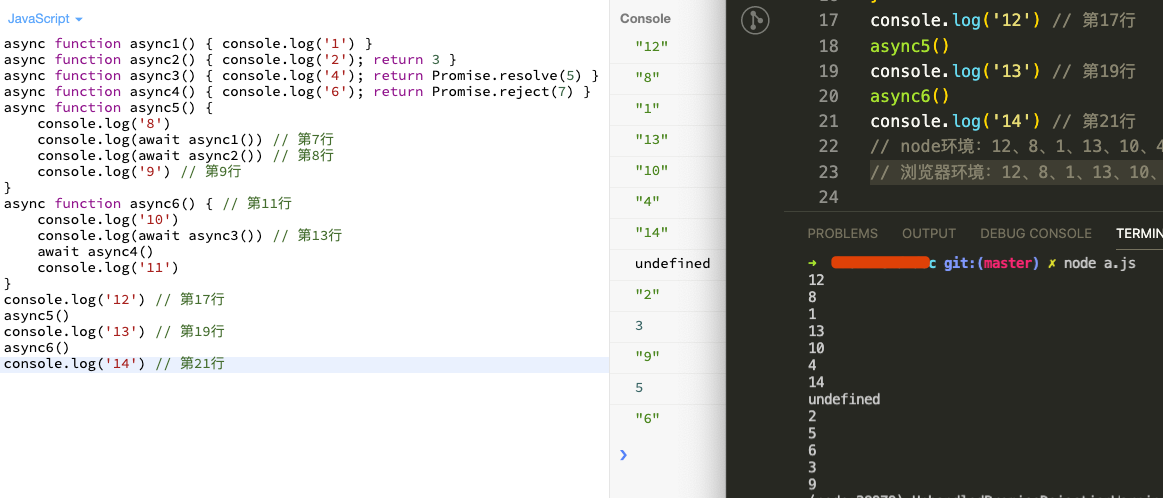 JavaScript
async function async1() { console.log('1') }
async function async2() { console.log('2'); return 3 }
async function async3() { console.log('4'); return Promise.resolve(5) }
async function async4() { console.log('6'); return Promise.reject(7) }
async function async5() {
    console.log('8')
    console.log(await async1()) // 第7行
    console.log(await async2()) // 第8行
    console.log('9') // 第9行
}
async function async6() { // 第11行
    console.log('10')
    console.log(await async3()) // 第13行
    await async4()
    console.log('11')
}
console.log('12') // 第17行
async5()
console.log('13') // 第19行
async6()
console.log('14') // 第21行
Console
"12"
"8"
"1"
"13"
"10"
"4"
"14"
undefined
"2"
3
"9"
5
"6"
17 console.log('12') // 第17行
18 async5()
19 console.log('13') // 第19行
20 async6()
21 console.log('14') // 第21行
22 // node环境: 12、8、1、13、10、4
23 // 浏览器环境: 12、8、1、13、10、
24
PROBLEMS OUTPUT DEBUG CONSOLE TERMIN
➜ c git:(master) ✗ node a.js
12
8
1
13
10
4
14
undefined
2
5
6
3
9